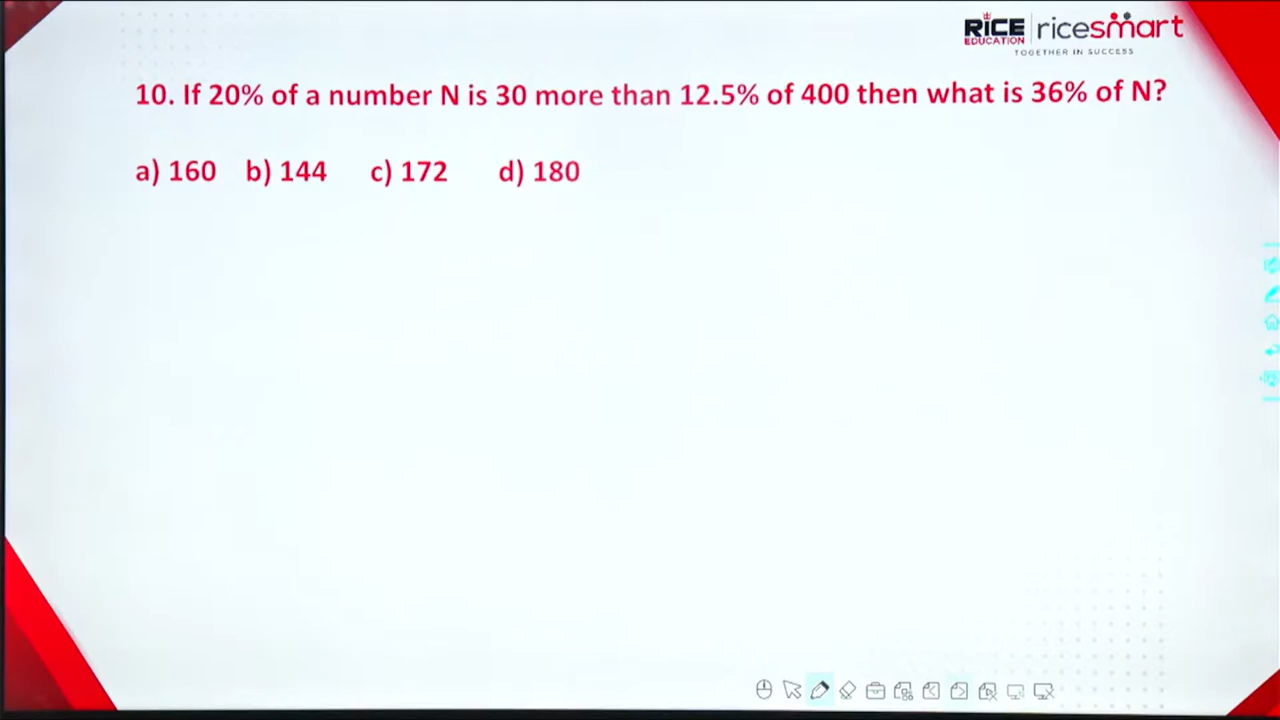 RICE EDUCATION ricesmart
TOGETHER IN SUCCESS
10. If 20% of a number N is 30 more than 12.5% of 400 then what is 36% of N?
a) 160 b) 144 c) 172 d) 180